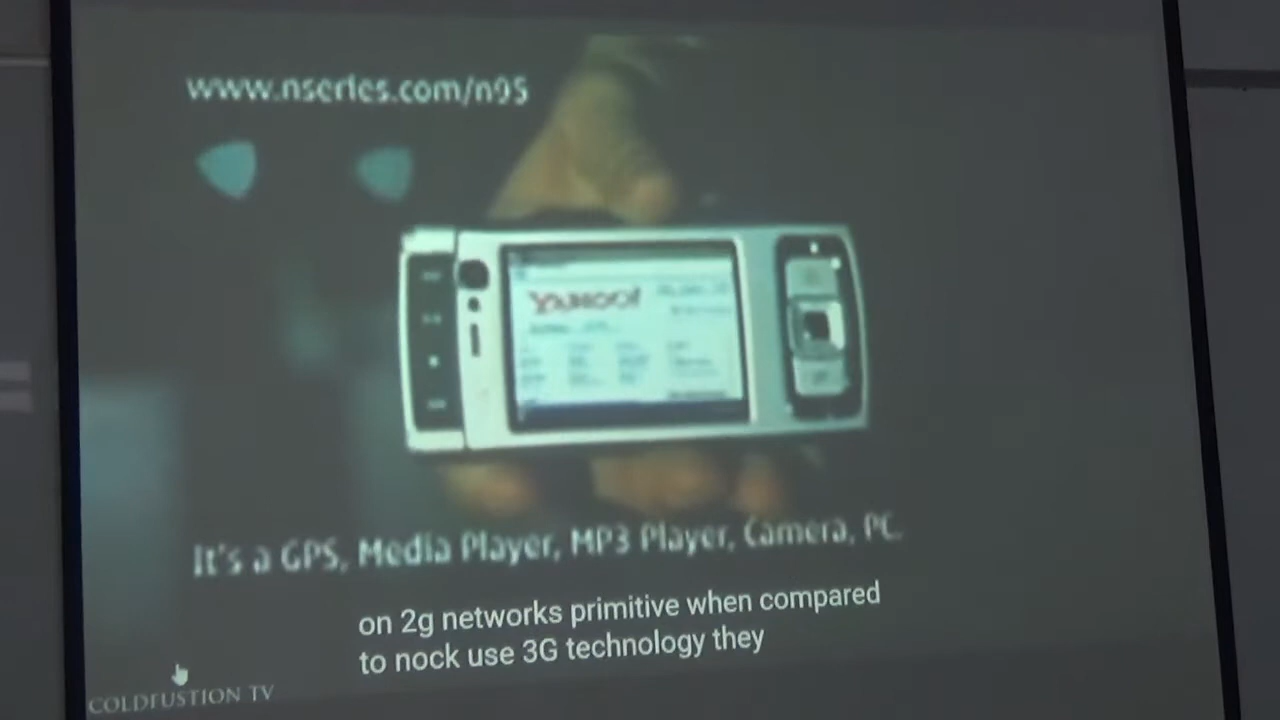 www.nseries.com/n95
YAHOO!
It's a GPS, Media Player, MP3 Player, Camera, PC.
on 2g networks primitive when compared
to nock use 3G technology they
COLDFUSTION TV